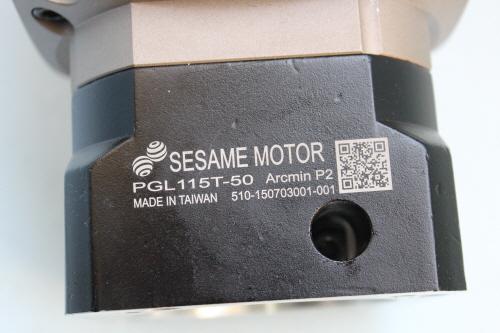 SESAME MOTOR
PGL115T-50 Arcmin P2
MADE IN TAIWAN 510-150703001-001